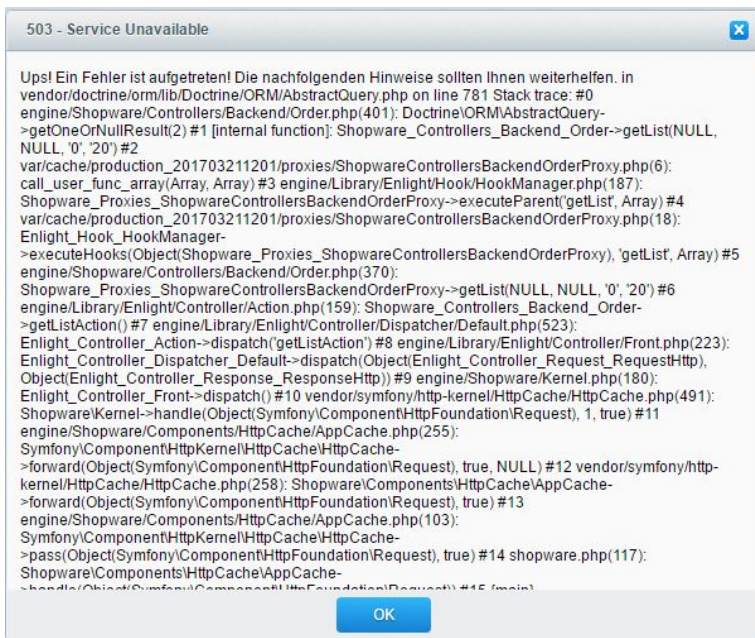 503 - Service Unavailable
Ups! Ein Fehler ist aufgetreten! Die nachfolgenden Hinweise sollten Ihnen weiterhelfen. in
vendor/doctrine/orm/lib/Doctrine/ORM/AbstractQuery.php on line 781 Stack trace: #0
engine/Shopware/Controllers/Backend/Order.php(401): Doctrine\ORM\AbstractQuery-
>getOneOrNullResult(2) #1 [internal function]: Shopware_Controllers_Backend_Order->getList(NULL,
NULL, '0', '20') #2
var/cache/production_201703211201/proxies/ShopwareControllersBackendOrderProxy.php(6):
call_user_func_array(Array, Array) #3 engine/Library/Enlight/Hook/HookManager.php(187):
Shopware_Proxies_ShopwareControllersBackendOrderProxy->executeParent('getList', Array) #4
var/cache/production_201703211201/proxies/ShopwareControllersBackendOrderProxy.php(18):
Enlight_Hook_HookManager-
>executeHooks(Object(Shopware_Proxies_ShopwareControllersBackendOrderProxy), 'getList', Array) #5
engine/Shopware/Controllers/Backend/Order.php(370):
Shopware_Proxies_ShopwareControllersBackendOrderProxy->getList(NULL, NULL, '0', '20') #6
engine/Library/Enlight/Controller/Action.php(159): Shopware_Controllers_Backend_Order-
>getListAction() #7 engine/Library/Enlight/Controller/Dispatcher/Default.php(523):
Enlight_Controller_Action->dispatch('getListAction') #8 engine/Library/Enlight/Controller/Front.php(223):
Enlight_Controller_Dispatcher_Default->dispatch(Object(Enlight_Controller_Request_RequestHttp),
Object(Enlight_Controller_Response_ResponseHttp)) #9 engine/Shopware/Kernel.php(180):
Enlight_Controller_Front->dispatch() #10 vendor/symfony/http-kernel/HttpCache/HttpCache.php(491):
Shopware\Kernel->handle(Object(Symfony\Component\HttpFoundation\Request), 1, true) #11
engine/Shopware/Components/HttpCache/AppCache.php(255):
Symfony\Component\HttpKernel\HttpCache\HttpCache-
>forward(Object(Symfony\Component\HttpFoundation\Request), true, NULL) #12 vendor/symfony/http-
kernel/HttpCache/HttpCache.php(258): Shopware\Components\HttpCache\AppCache-
>forward(Object(Symfony\Component\HttpFoundation\Request), true) #13
engine/Shopware/Components/HttpCache/AppCache.php(103):
Symfony\Component\HttpKernel\HttpCache\HttpCache-
>pass(Object(Symfony\Component\HttpFoundation\Request), true) #14 shopware.php(117):
Shopware\Components\HttpCache\AppCache-
>handle(Object(Symfony\Component\HttpFoundation\Request)) #15 {main}
OK